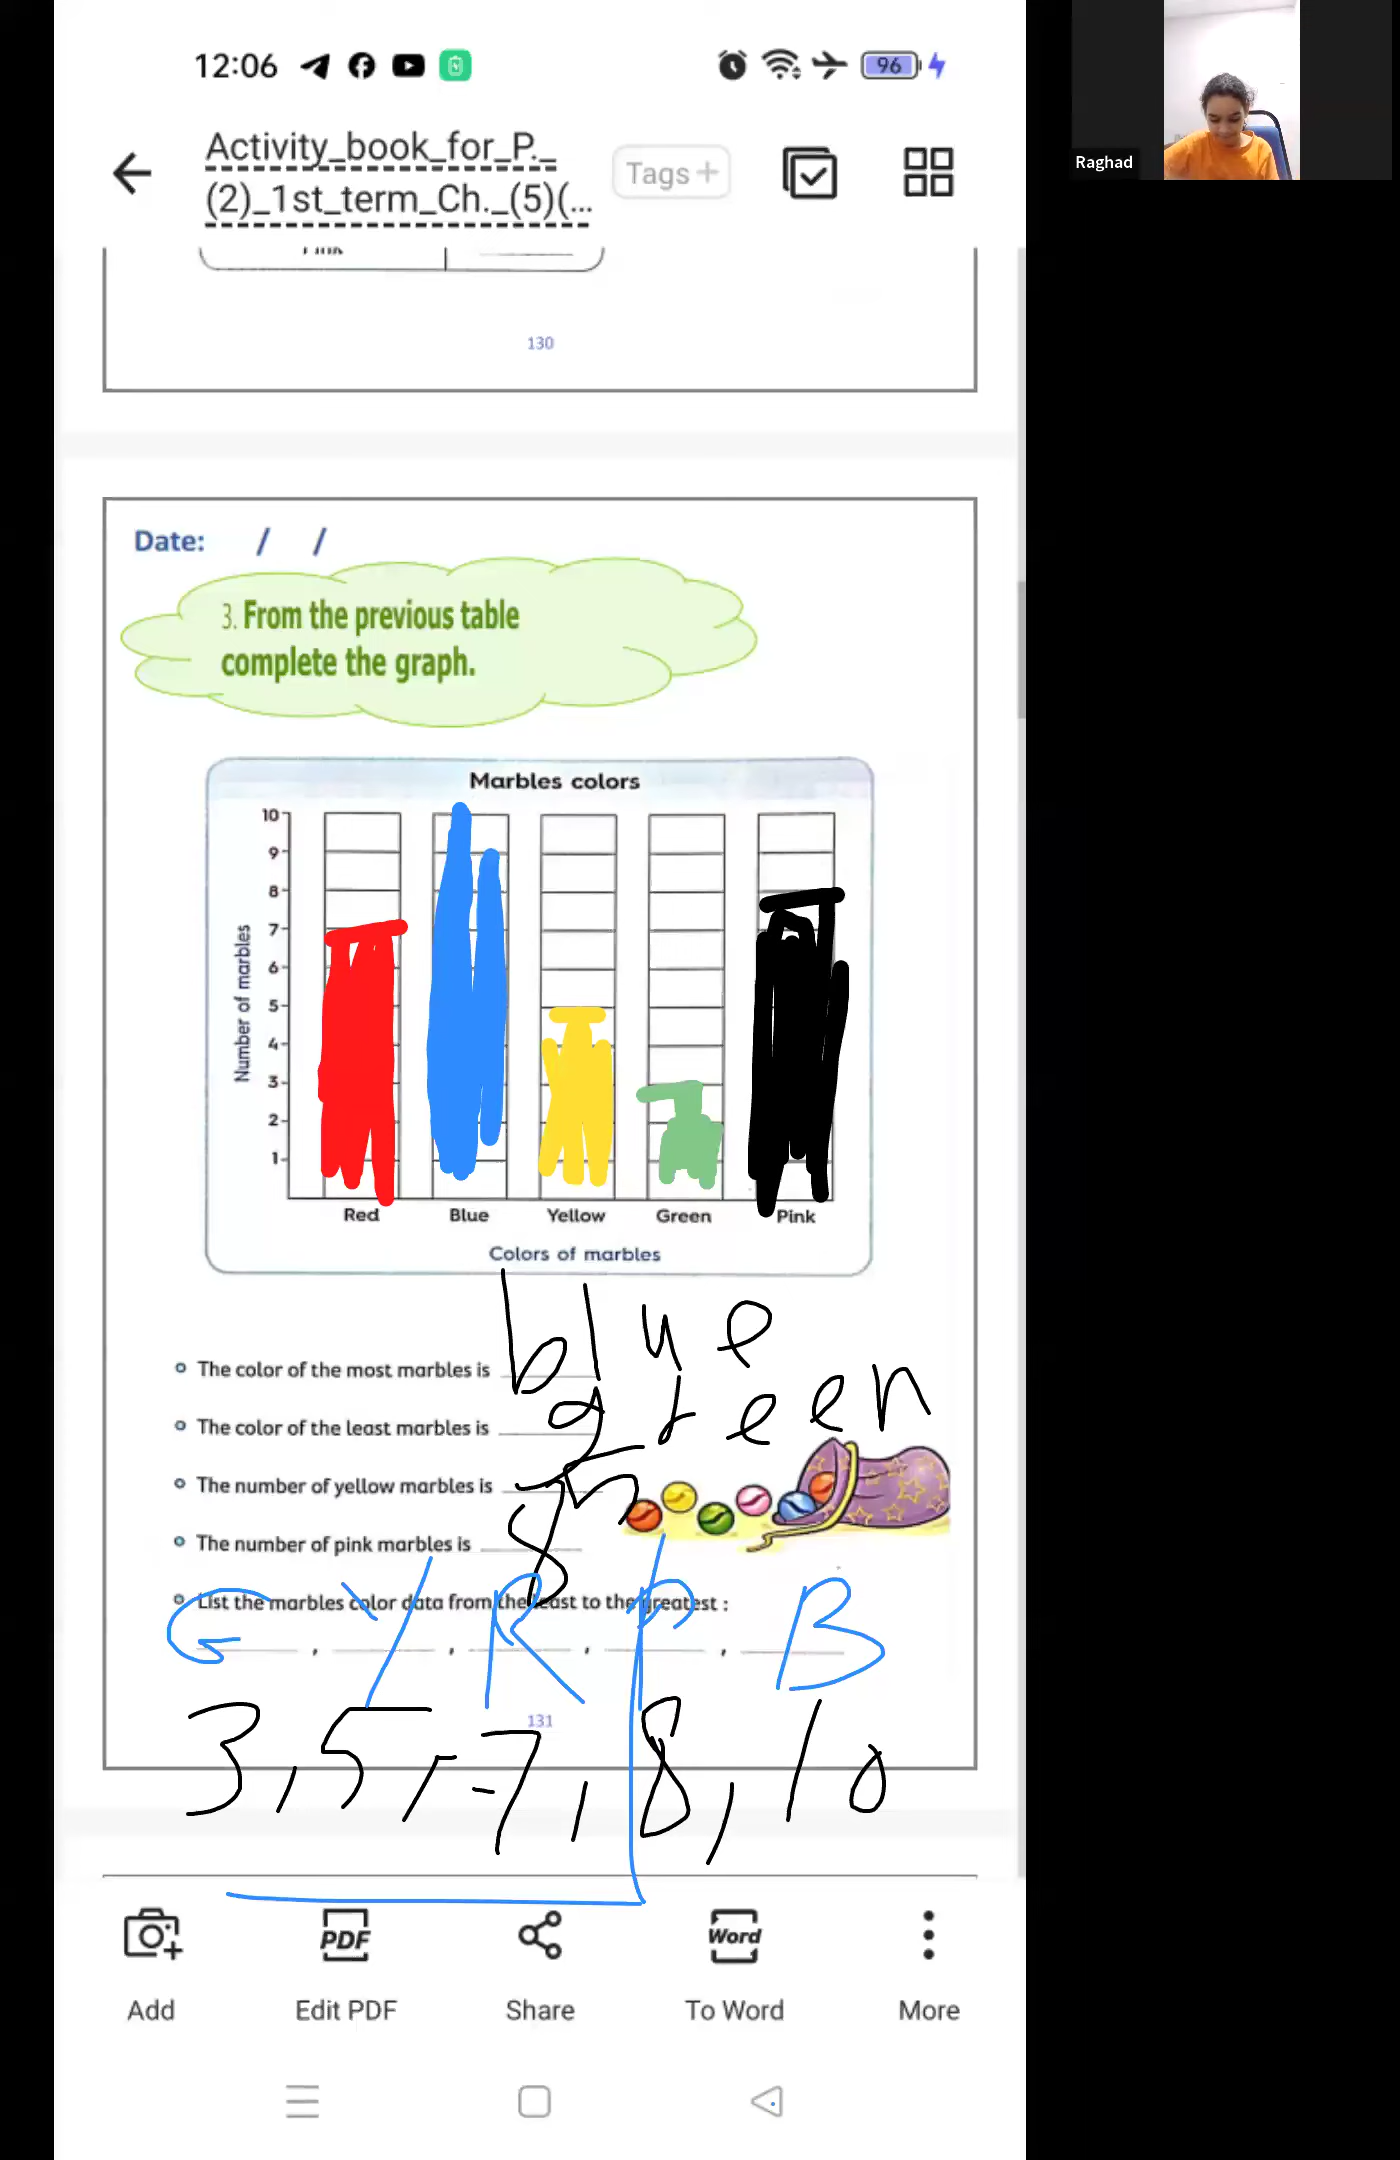 12:06
96
Activity_book_for_P._
(2)_1st_term_Ch._(5)(...
Tags +
Raghad
Pink
130
Date: / /
3. From the previous table
complete the graph.
Marbles colors
10
9
8
7
6
5
4
3
2
1
Number of marbles
Red Blue Yellow Green Pink
Colors of marbles
The color of the most marbles is blue
The color of the least marbles is green
The number of yellow marbles is 5
The number of pink marbles is 8
List the marbles color data from the least to the greatest :
G , Y , R , P , B
131
3, 5, 7, 8, 10
PDF Word
Add Edit PDF Share To Word More